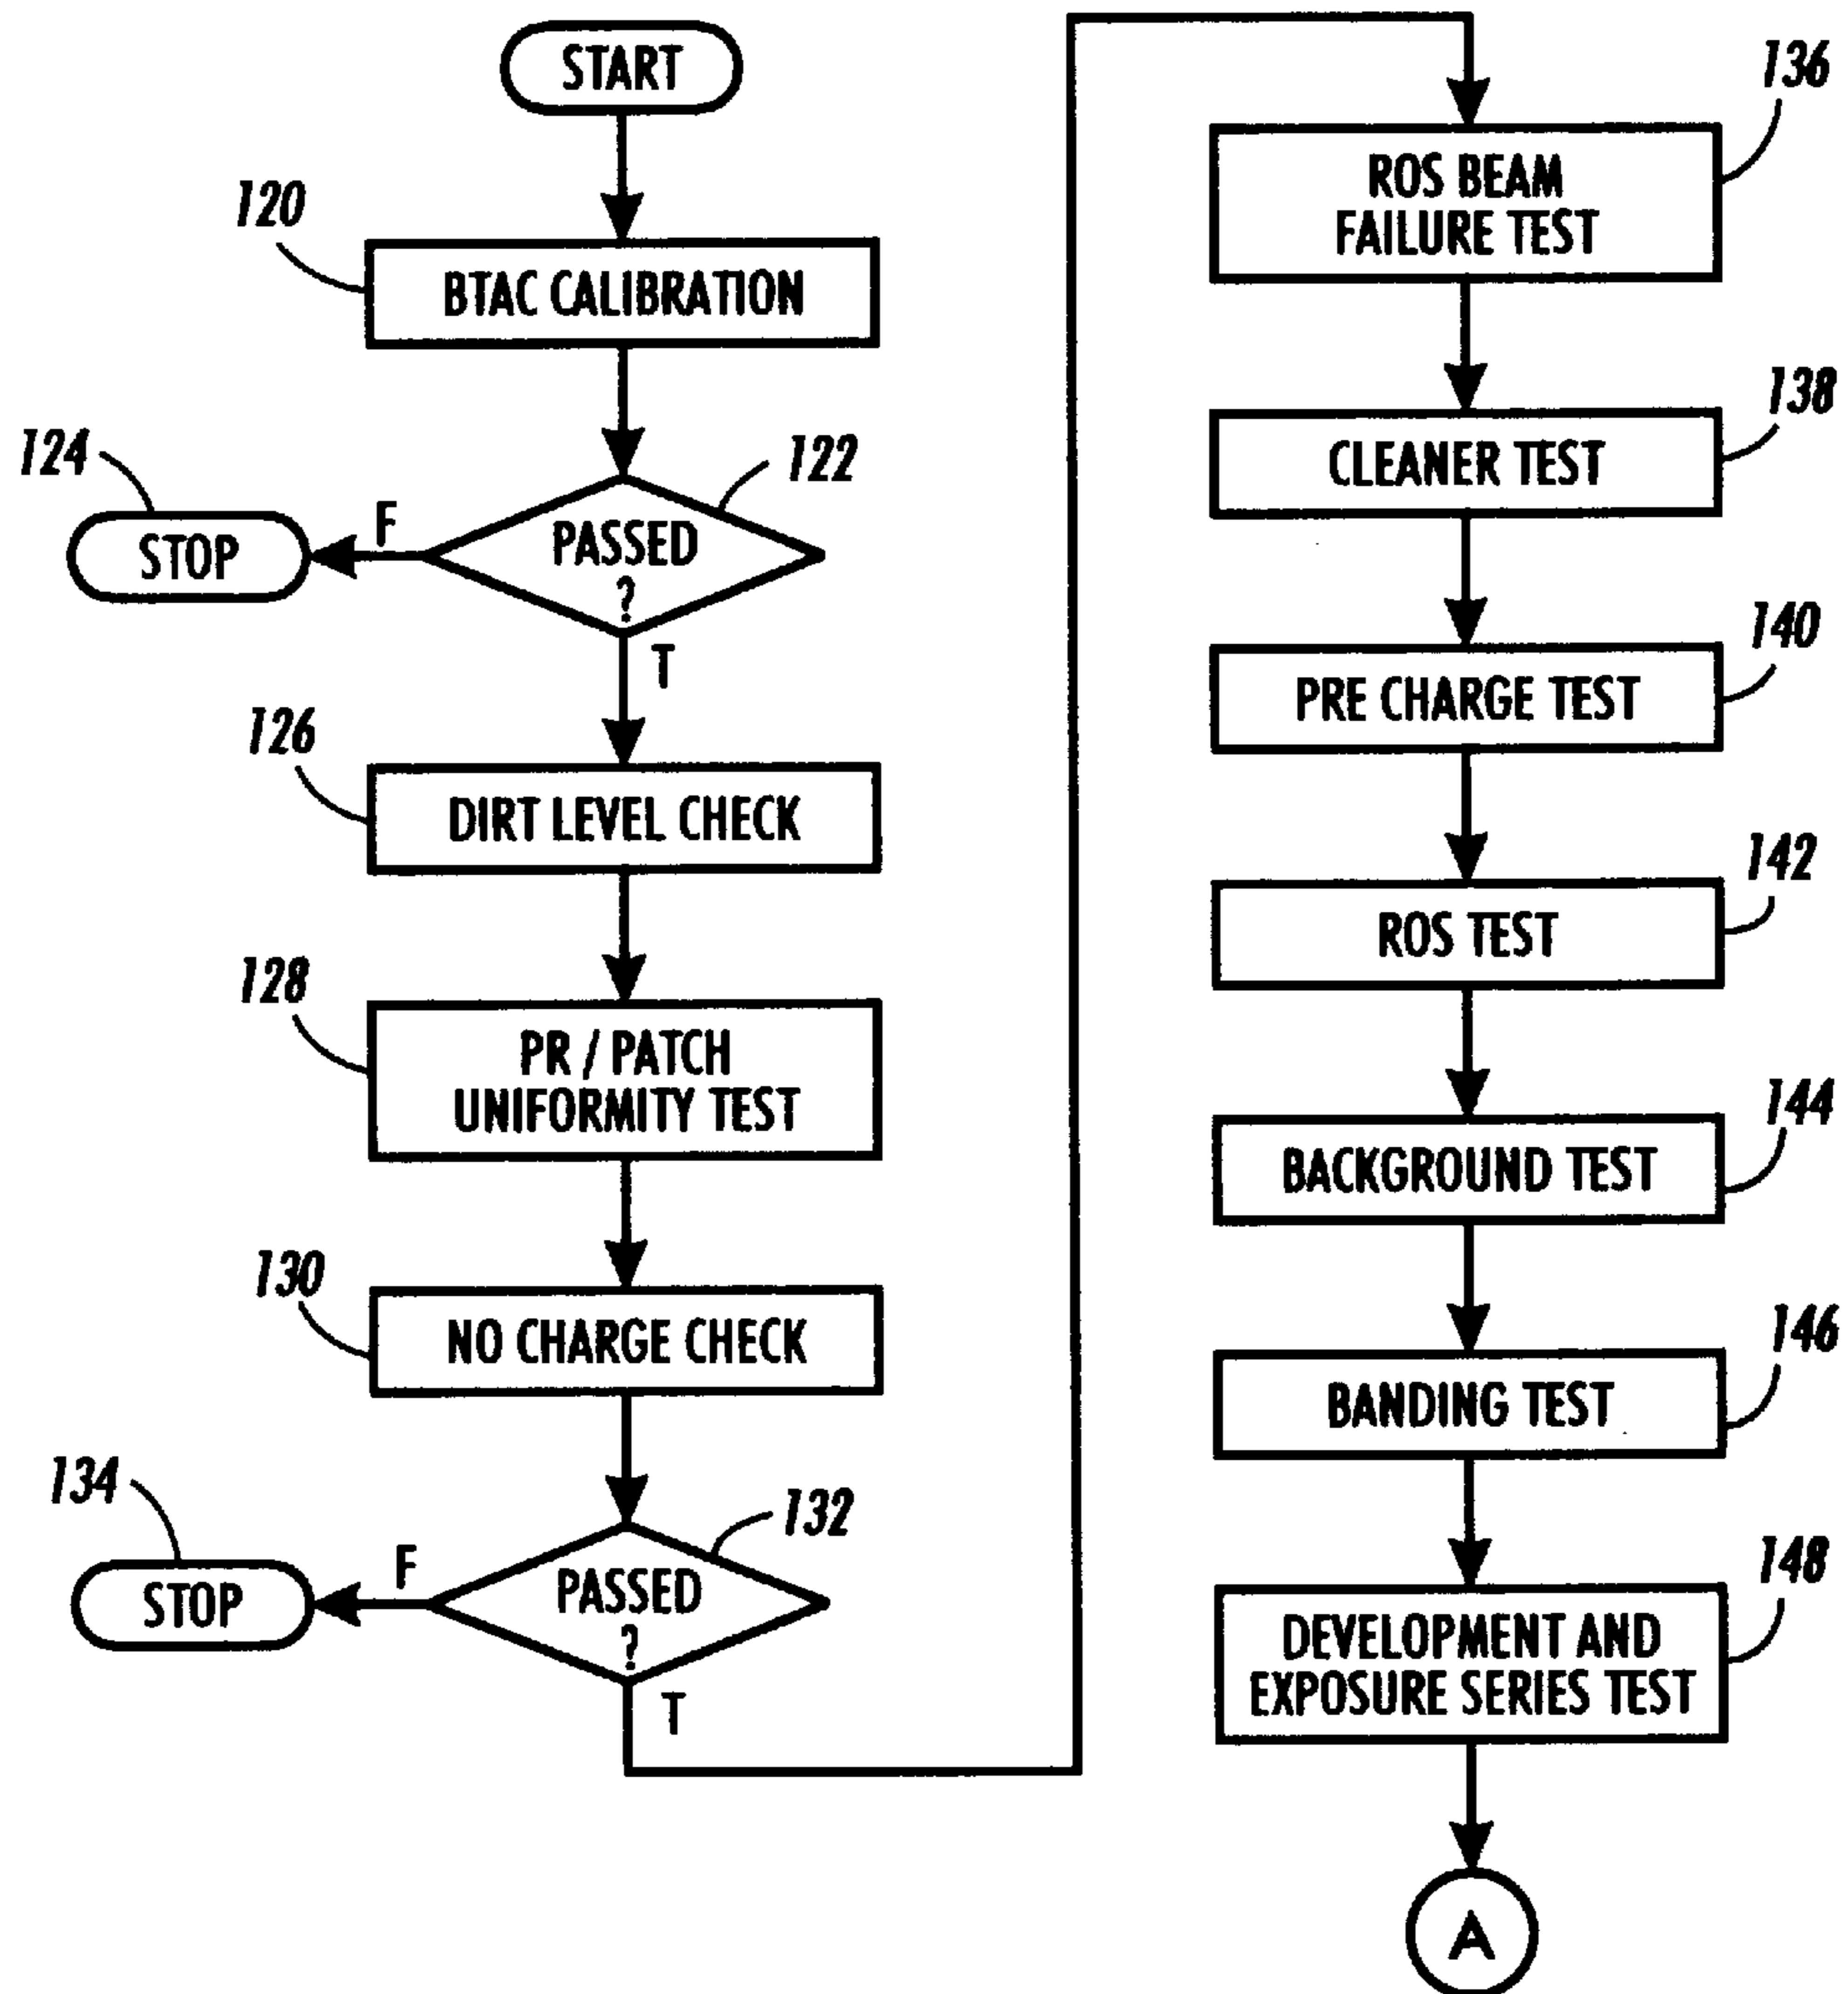 START
120
BTAC CALIBRATION
124
122
F
PASSED
?
STOP
T
126
DIRT LEVEL CHECK
128
PR / PATCH
UNIFORMITY TEST
130
NO CHARGE CHECK
134
132
F
PASSED
?
STOP
T
136
ROS BEAM
FAILURE TEST
138
CLEANER TEST
140
PRE CHARGE TEST
142
ROS TEST
144
BACKGROUND TEST
146
BANDING TEST
148
DEVELOPMENT AND
EXPOSURE SERIES TEST
A